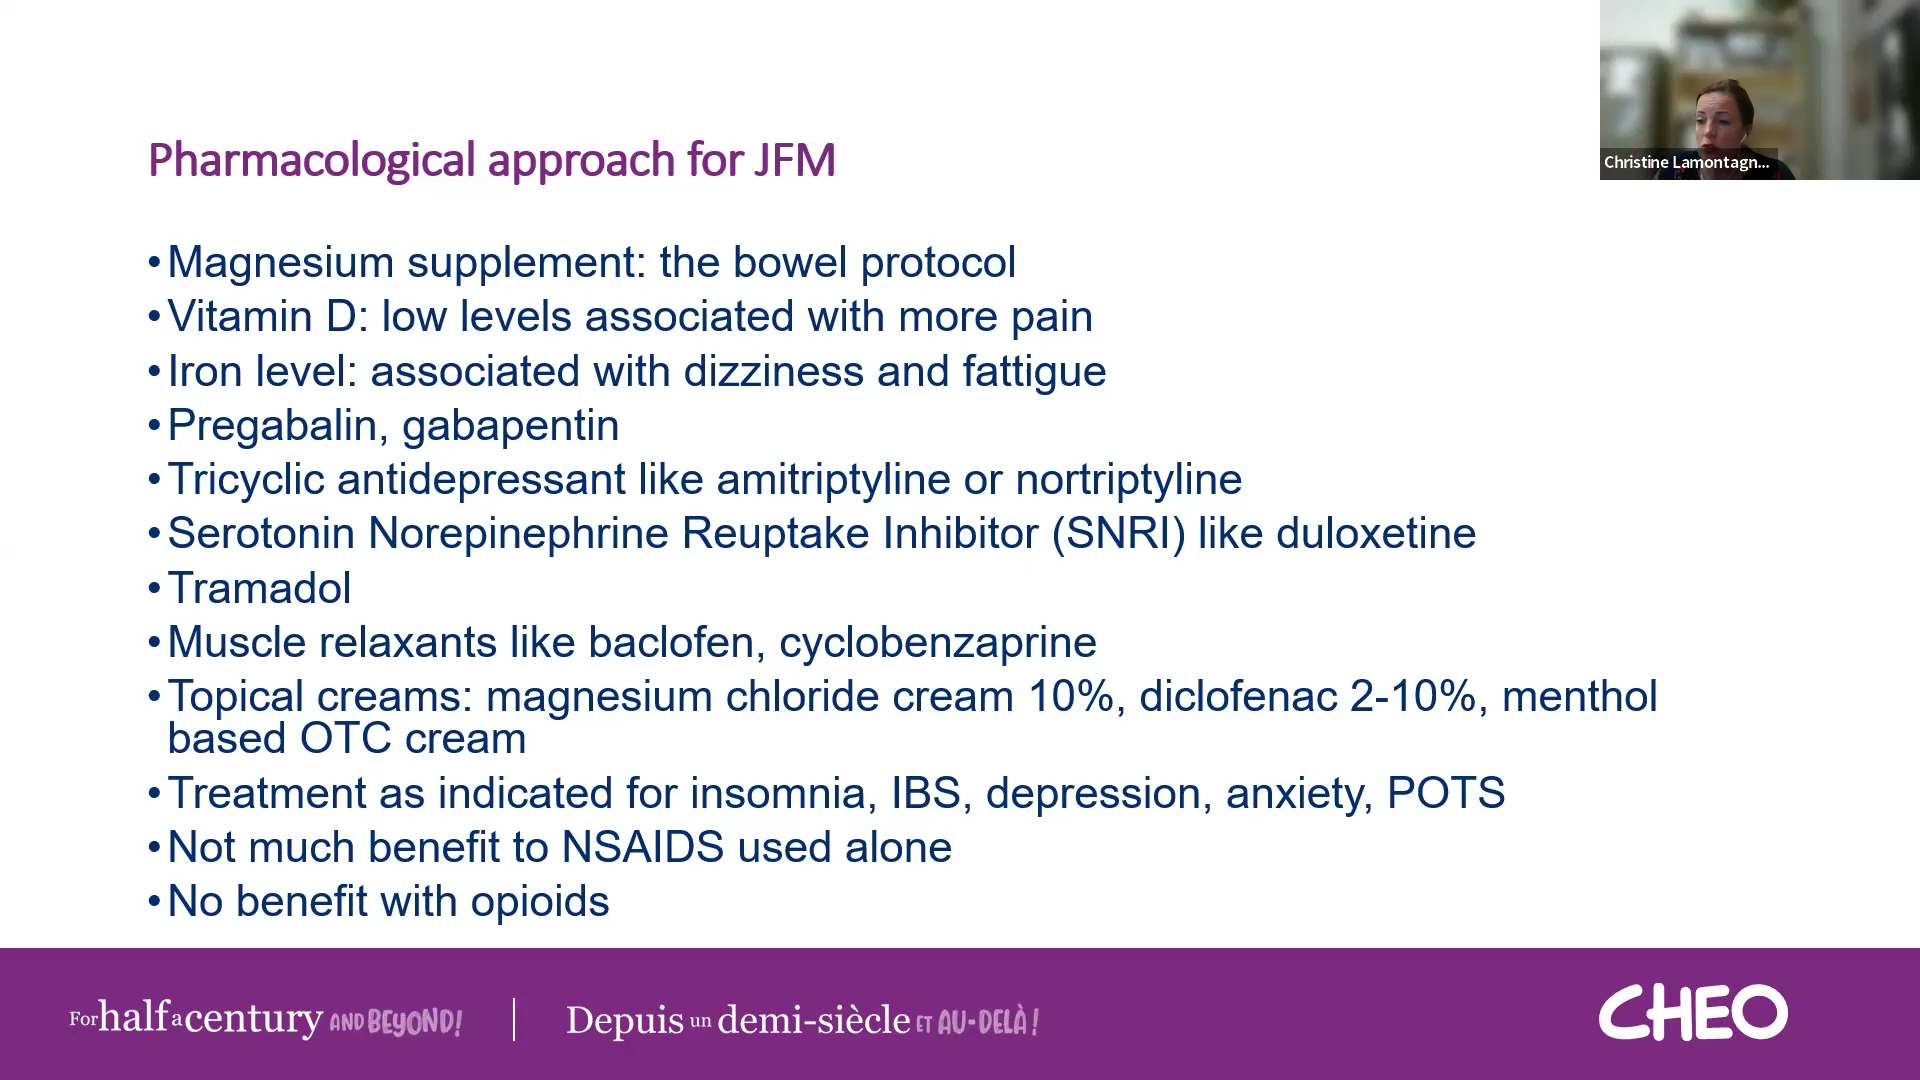 Christine Lamontagn...
Pharmacological approach for JFM
•Magnesium supplement: the bowel protocol
•Vitamin D: low levels associated with more pain
•Iron level: associated with dizziness and fattigue
•Pregabalin, gabapentin
•Tricyclic antidepressant like amitriptyline or nortriptyline
•Serotonin Norepinephrine Reuptake Inhibitor (SNRI) like duloxetine
•Tramadol
•Muscle relaxants like baclofen, cyclobenzaprine
•Topical creams: magnesium chloride cream 10%, diclofenac 2-10%, menthol
based OTC cream
•Treatment as indicated for insomnia, IBS, depression, anxiety, POTS
•Not much benefit to NSAIDS used alone
•No benefit with opioids
For half a century AND BEYOND! | Depuis un demi-siècle ET AU-DELÀ!
CHEO